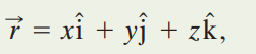 r⃗ = xî + yĵ + zk̂,